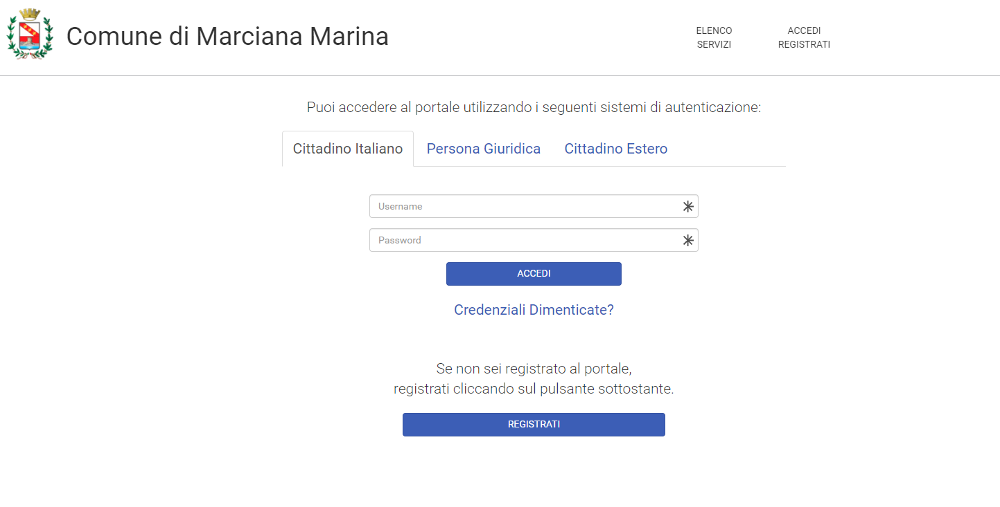 Comune di Marciana Marina
ELENCO
SERVIZI
ACCEDI
REGISTRATI
Puoi accedere al portale utilizzando i seguenti sistemi di autenticazione:
Cittadino Italiano
Persona Giuridica
Cittadino Estero
Username
Password
ACCEDI
Credenziali Dimenticate?
Se non sei registrato al portale,
registrati cliccando sul pulsante sottostante.
REGISTRATI